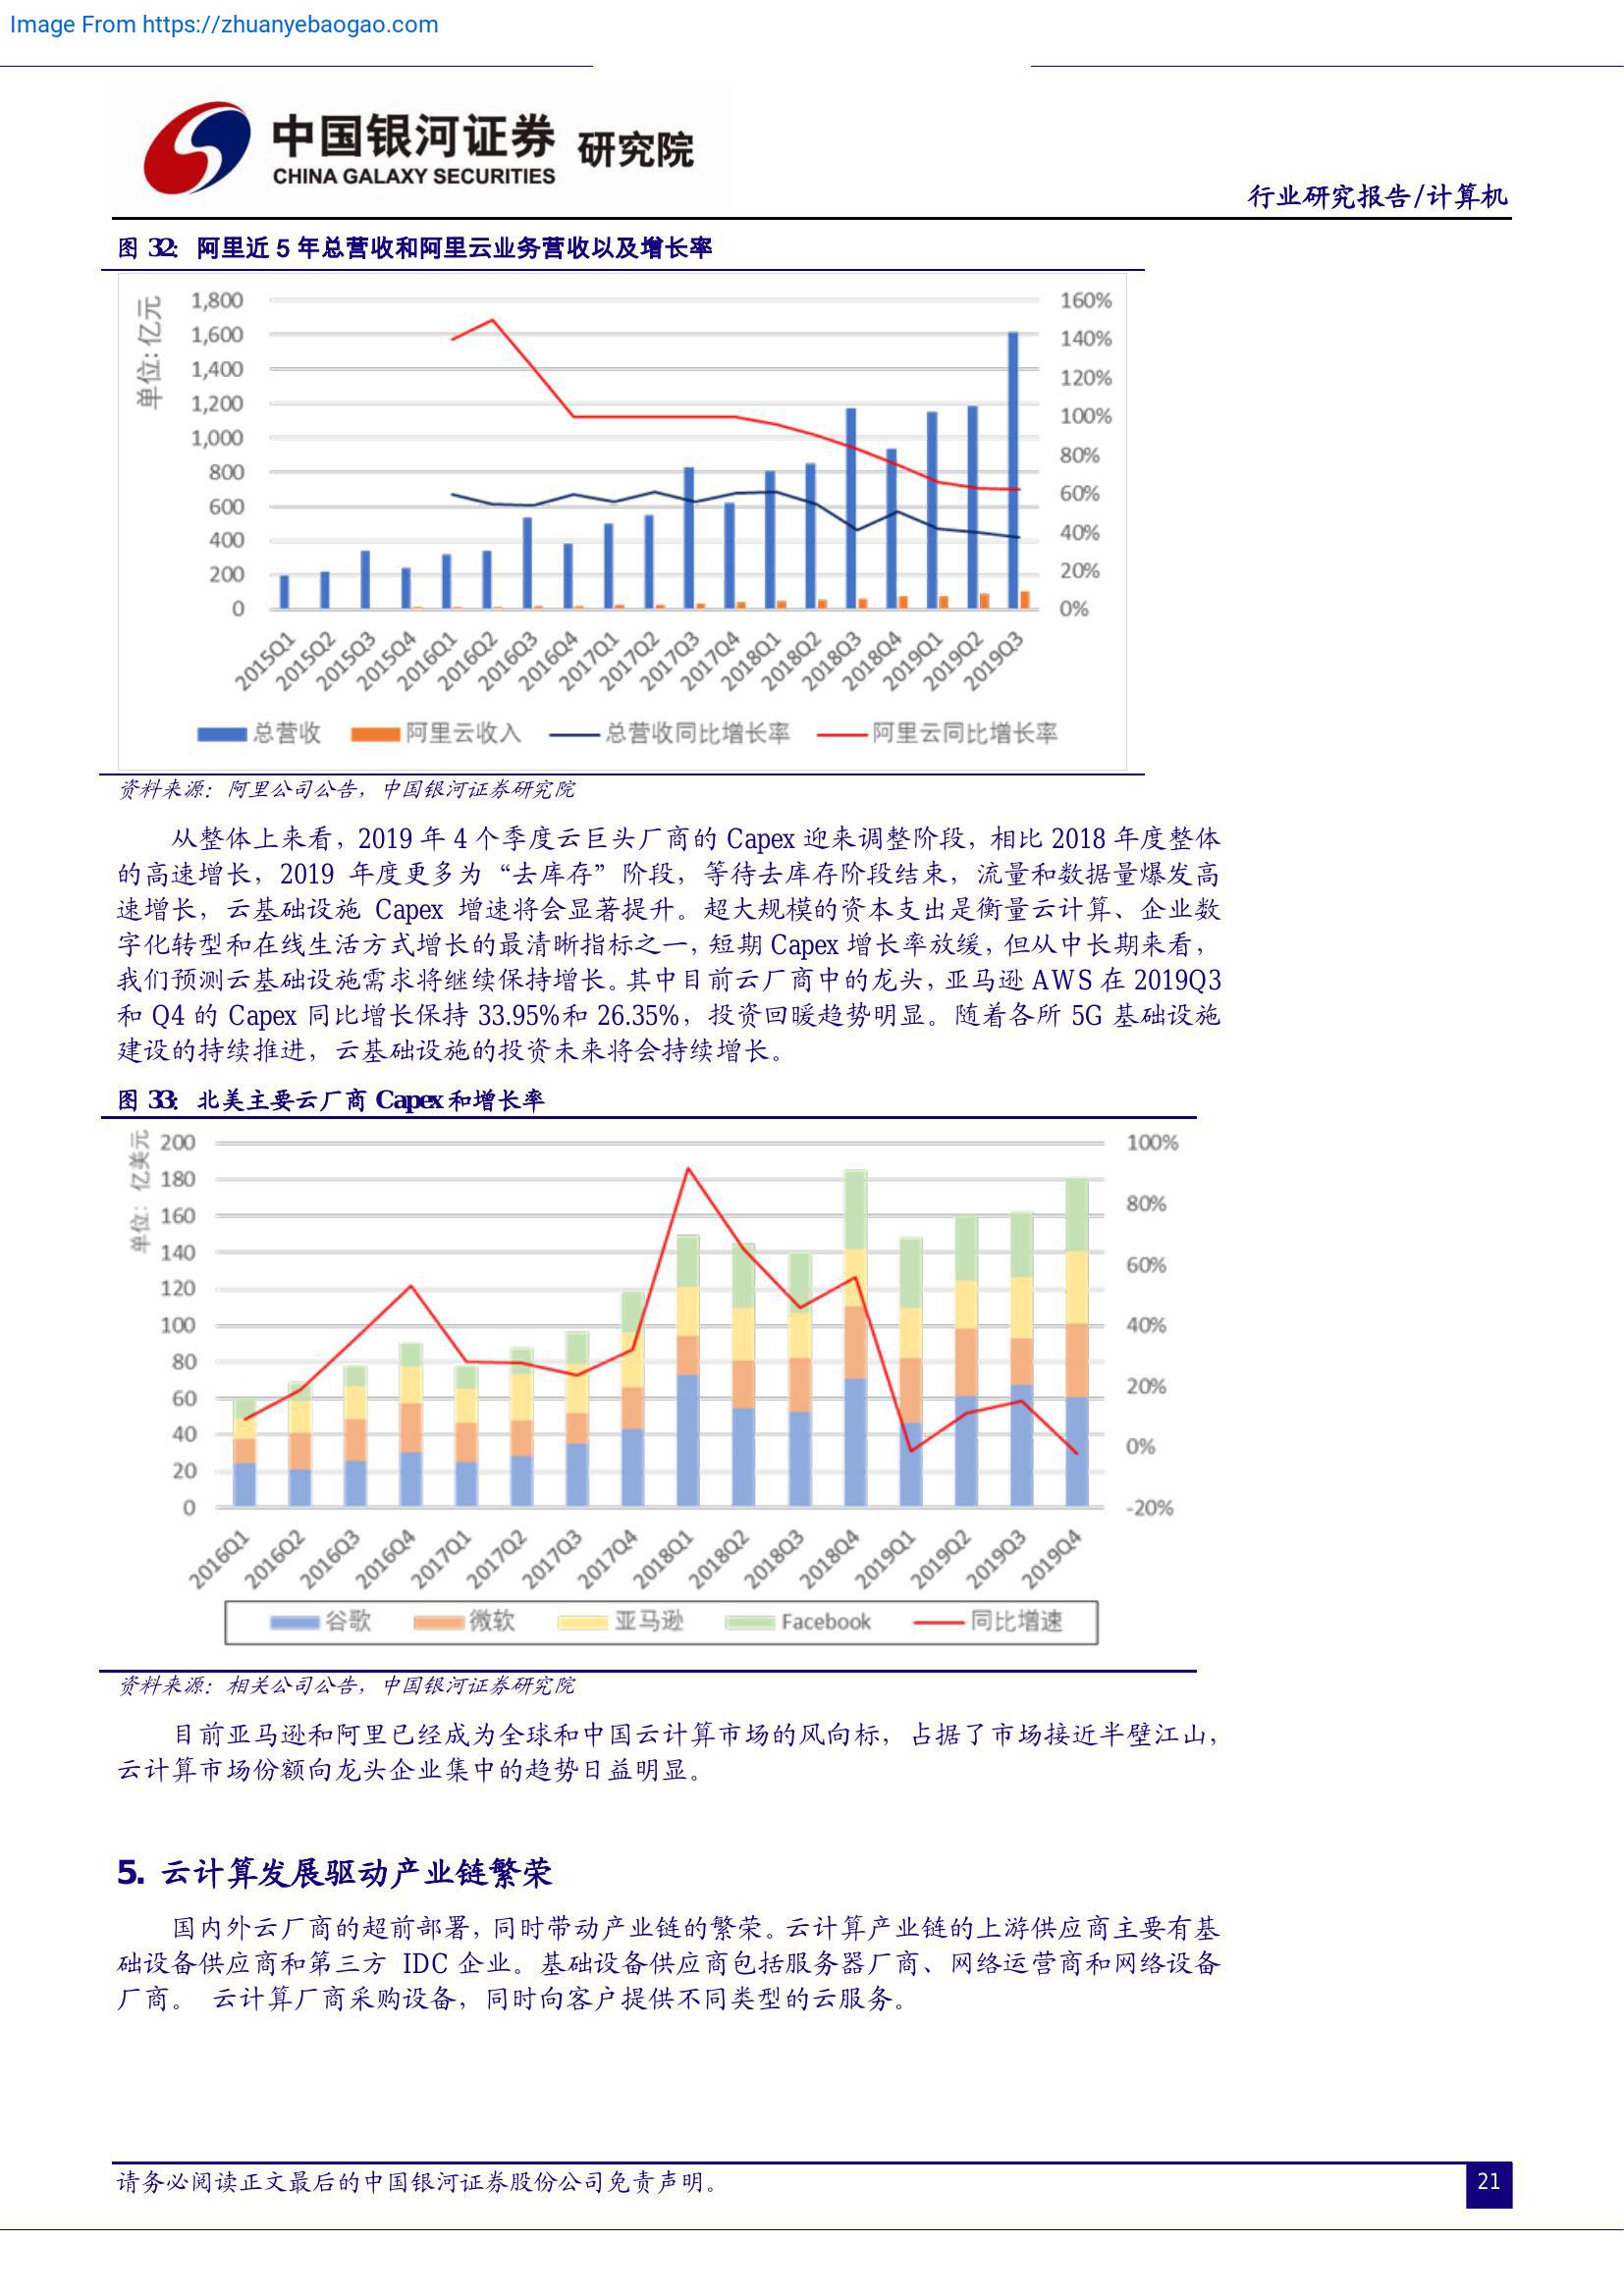 Image From https://zhuanyebaogao.com
中国银河证券 研究院
CHINA GALAXY SECURITIES
行业研究报告/计算机
图 32: 阿里近 5 年总营收和阿里云业务营收以及增长率
单位: 亿元
1,800
1,600
1,400
1,200
1,000
800
600
400
200
0
160%
140%
120%
100%
80%
60%
40%
20%
0%
2015Q1 2015Q2 2015Q3 2015Q4 2016Q1 2016Q2 2016Q3 2016Q4 2017Q1 2017Q2 2017Q3 2017Q4 2018Q1 2018Q2 2018Q3 2018Q4 2019Q1 2019Q2 2019Q3
总营收 阿里云收入 总营收同比增长率 阿里云同比增长率
资料来源：阿里公司公告，中国银河证券研究院
从整体上来看，2019 年 4 个季度云巨头厂商的 Capex 迎来调整阶段，相比 2018 年度整体
的高速增长，2019 年度更多为“去库存”阶段，等待去库存阶段结束，流量和数据量爆发高
速增长，云基础设施 Capex 增速将会显著提升。超大规模的资本支出是衡量云计算、企业数
字化转型和在线生活方式增长的最清晰指标之一，短期 Capex 增长率放缓，但从中长期来看，
我们预测云基础设施需求将继续保持增长。其中目前云厂商中的龙头，亚马逊 AWS 在 2019Q3
和 Q4 的 Capex 同比增长保持 33.95%和 26.35%，投资回暖趋势明显。随着各所 5G 基础设施
建设的持续推进，云基础设施的投资未来将会持续增长。
图 33: 北美主要云厂商 Capex 和增长率
单位: 亿美元
200
180
160
140
120
100
80
60
40
20
0
100%
80%
60%
40%
20%
0%
-20%
2016Q1 2016Q2 2016Q3 2016Q4 2017Q1 2017Q2 2017Q3 2017Q4 2018Q1 2018Q2 2018Q3 2018Q4 2019Q1 2019Q2 2019Q3 2019Q4
谷歌 微软 亚马逊 Facebook 同比增速
资料来源：相关公司公告，中国银河证券研究院
目前亚马逊和阿里已经成为全球和中国云计算市场的风向标，占据了市场接近半壁江山，
云计算市场份额向龙头企业集中的趋势日益明显。
5. 云计算发展驱动产业链繁荣
国内外云厂商的超前部署，同时带动产业链的繁荣。云计算产业链的上游供应商主要有基
础设备供应商和第三方 IDC 企业。基础设备供应商包括服务器厂商、网络运营商和网络设备
厂商。 云计算厂商采购设备，同时向客户提供不同类型的云服务。
请务必阅读正文最后的中国银河证券股份公司免责声明。
21